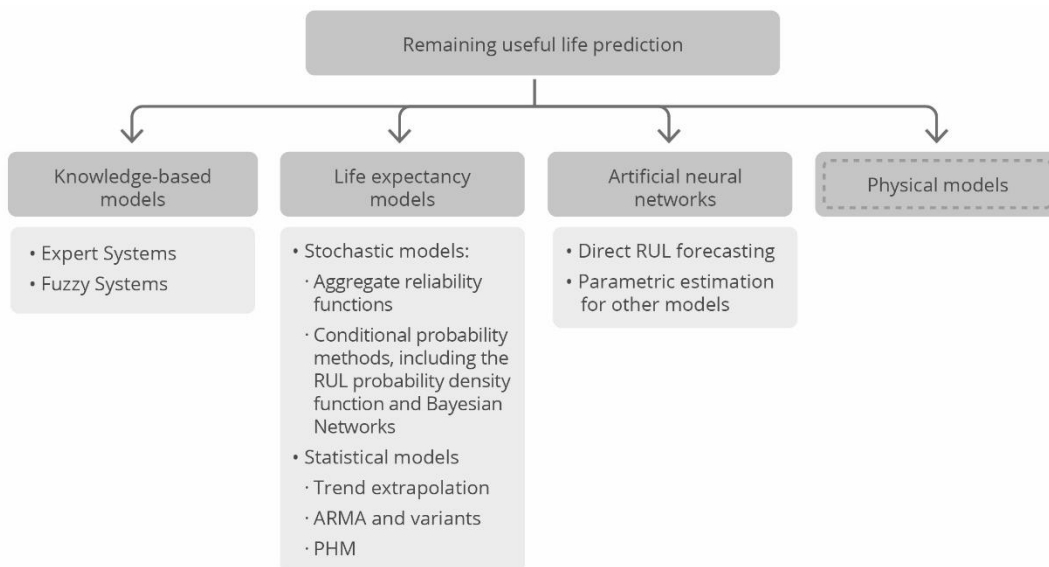 Remaining useful life prediction
Knowledge-based
models
• Expert Systems
• Fuzzy Systems
Life expectancy
models
• Stochastic models:
· Aggregate reliability
functions
· Conditional probability
methods, including the
RUL probability density
function and Bayesian
Networks
• Statistical models
· Trend extrapolation
· ARMA and variants
· PHM
Artificial neural
networks
• Direct RUL forecasting
• Parametric estimation
for other models
Physical models